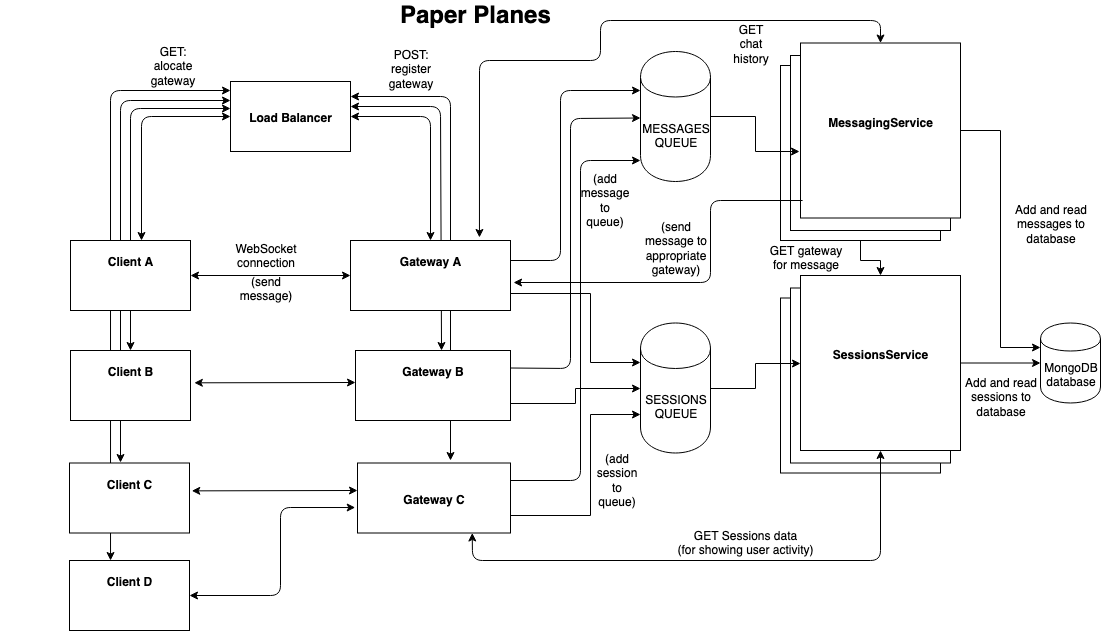 Paper Planes
GET:
alocate
gateway
POST:
register
gateway
GET
chat
history
Load Balancer
MessagingService
MESSAGES
QUEUE
(add
message
to
queue)
(send
message to
appropriate
gateway)
Add and read
messages to
database
Client A
WebSocket
connection
(send
message)
Gateway A
GET gateway
for message
Client B
Gateway B
SESSIONS
QUEUE
SessionsService
MongoDB
database
Add and read
sessions to
database
Client C
Gateway C
(add
session
to
queue)
GET Sessions data
(for showing user activity)
Client D